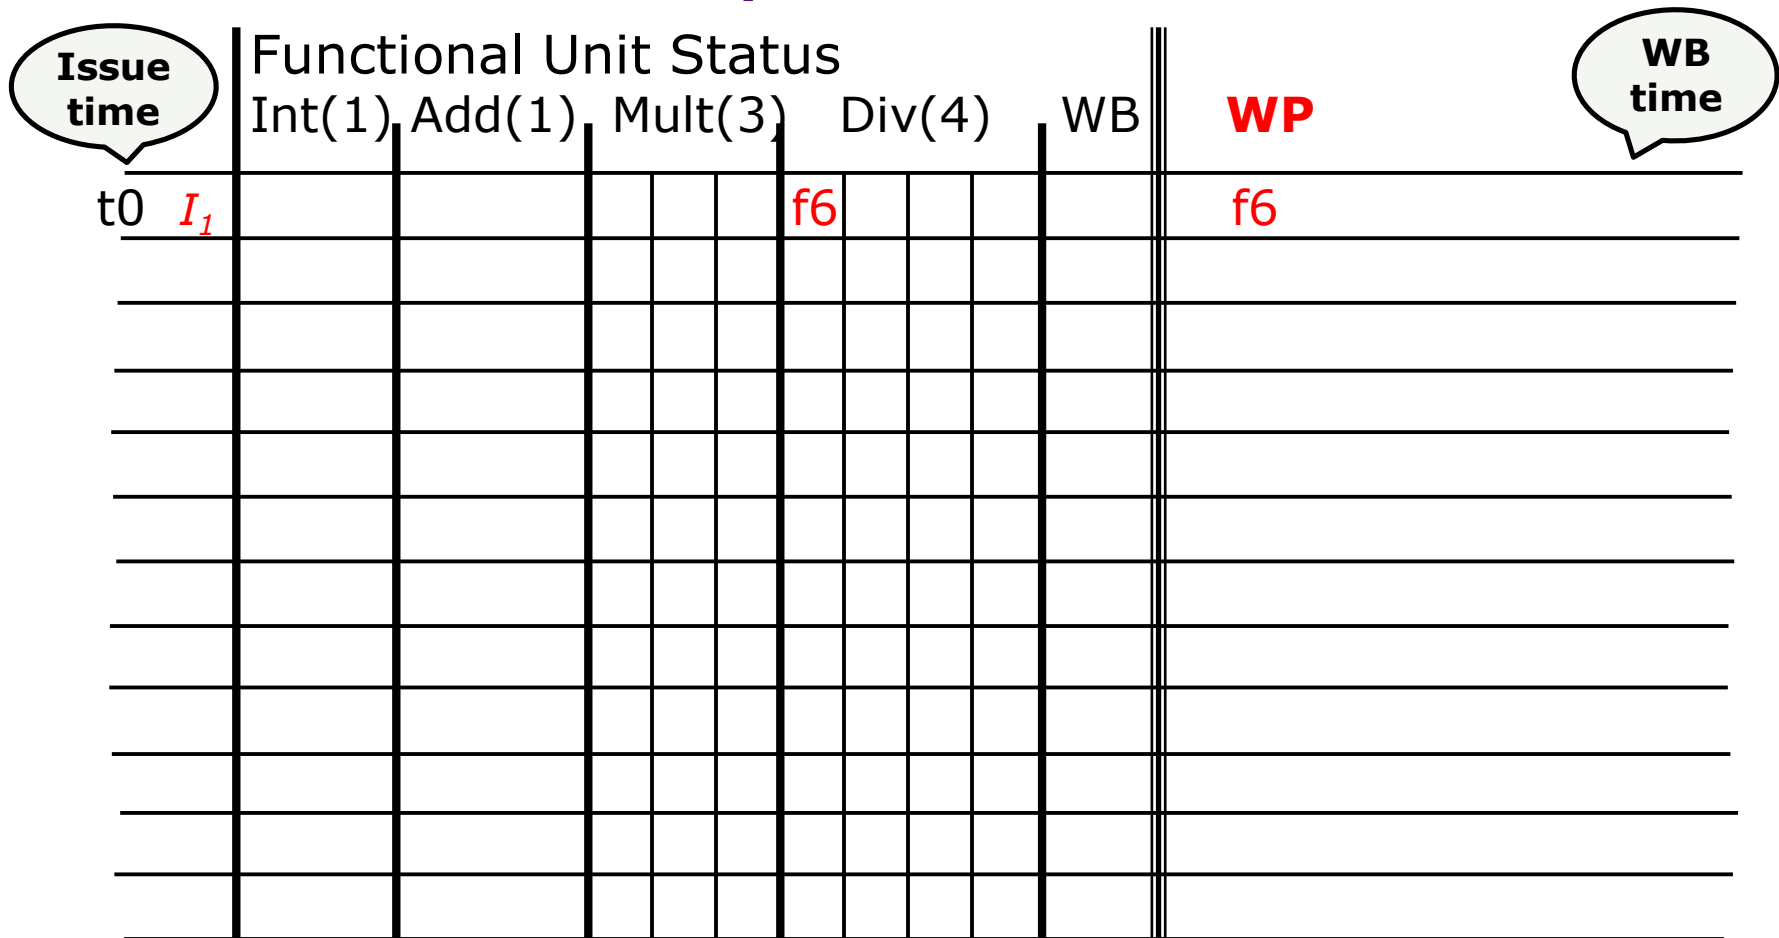 Issue
time
Functional Unit Status
Int(1) Add(1) Mult(3) Div(4) WB WP
WB
time
t0 I₁ f6 f6